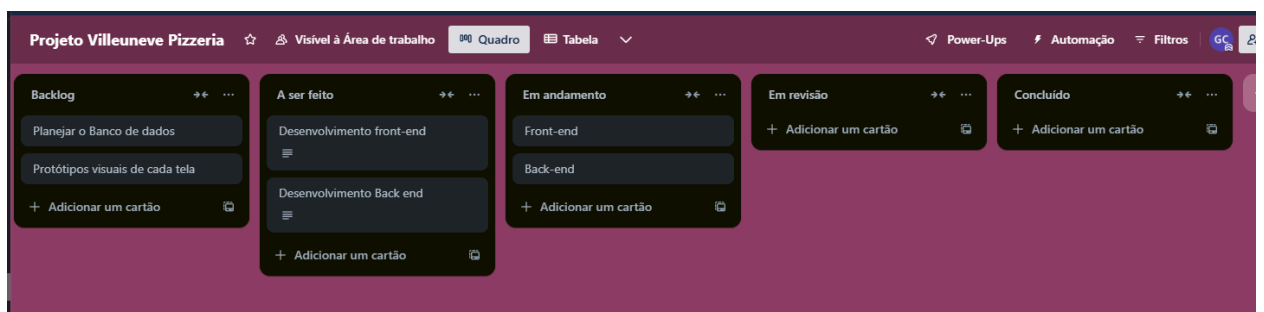 Projeto Villeuneve Pizzeria
Visível à Área de trabalho
Quadro
Tabela
Power-Ups
Automação
Filtros
GC
Backlog
Planejar o Banco de dados
Protótipos visuais de cada tela
+ Adicionar um cartão
A ser feito
Desenvolvimento front-end
Desenvolvimento Back end
+ Adicionar um cartão
Em andamento
Front-end
Back-end
+ Adicionar um cartão
Em revisão
+ Adicionar um cartão
Concluído
+ Adicionar um cartão